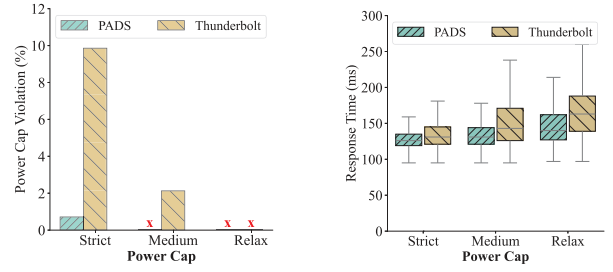 12
10
8
6
4
2
0
Power Cap Violation (%)
PADS
Thunderbolt
x
x x
Strict Medium Relax
Power Cap
300
250
200
150
100
50
0
Response Time (ms)
PADS
Thunderbolt
Strict Medium Relax
Power Cap